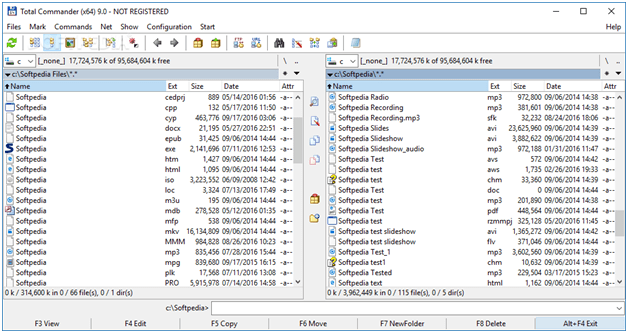 Total Commander (x64) 9.0 - NOT REGISTERED
Files Mark Commands Net Show Configuration Start Help
c [_none_] 17,724,576 k of 95,684,604 k free \ ..
c [_none_] 17,724,576 k of 95,684,604 k free \ ..
c:\Softpedia Files\*.* * ▾
Name Ext Size Date Attr
Softpedia cedprj 889 05/14/2016 01:56 -a--
Softpedia cpp 132 05/17/2016 11:50 -a--
Softpedia cyp 463,776 09/17/2016 03:06 -a--
Softpedia docx 21,195 05/27/2016 22:51 -a--
Softpedia epub 31,425 09/06/2014 14:44 -a--
Softpedia exe 2,141,696 07/11/2016 12:53 -a--
Softpedia htm 1,427 09/06/2014 14:44 -a--
Softpedia html 1,095 09/06/2014 14:44 -a--
Softpedia iso 3,223,552 06/09/2008 12:42 -a--
Softpedia loc 3,324 07/13/2016 17:49 -a--
Softpedia m3u 195 09/06/2014 14:44 -a--
Softpedia mdb 278,528 05/12/2016 01:35 -a--
Softpedia mfp 538 09/06/2014 14:44 -a--
Softpedia mkv 16,134,809 09/06/2014 14:44 -a--
Softpedia MMM 984,828 08/26/2016 10:23 -a--
Softpedia mp3 835,456 07/28/2016 15:44 -a--
Softpedia mpg 839,680 09/17/2015 16:15 -a--
Softpedia plk 17,568 07/11/2016 13:08 -a--
Softpedia PRO 5,915,978 09/06/2014 14:44 -a--
0 k / 314,600 k in 0 / 66 file(s), 0 / 1 dir(s)
c:\Softpedia\*.* * ▾
Name Ext Size Date Attr
Softpedia Radio mp3 972,800 09/06/2014 14:38 -a--
Softpedia Recording mp3 381,601 09/06/2014 14:38 -a--
Softpedia Recording.mp3 sfk 32,232 08/24/2016 18:06 -a--
Softpedia Slides avi 23,625,960 09/06/2014 14:38 -a--
Softpedia Slideshow avi 3,882,622 09/06/2014 14:38 -a--
Softpedia Slideshow_audio mp3 972,188 01/31/2016 11:47 -a--
Softpedia Test avs 572 09/06/2014 14:44 -a--
Softpedia test aws 1,735 02/26/2016 19:33 -a--
Softpedia test chm 33,360 09/06/2014 14:39 -a--
Softpedia Test doc 0 09/06/2014 14:44 -a--
Softpedia test mp3 201,890 09/06/2014 14:38 -a--
Softpedia Test pdf 448,564 09/06/2014 14:44 -a--
Softpedia test rzmmpj 325,128 05/20/2016 11:45 -a--
Softpedia test slideshow avi 1,365,272 09/06/2014 14:42 -a--
Softpedia test slideshow flv 371,046 09/06/2014 14:44 -a--
Softpedia Test_1 mp3 3,602,560 09/06/2014 14:39 -a--
Softpedia test1 chm 10,632 09/06/2014 14:39 -a--
Softpedia Tested mp3 229,504 03/17/2015 15:23 -a--
Softpedia text html 1,162 09/06/2014 14:44 -a--
0 k / 3,962,449 k in 0 / 115 file(s), 0 / 5 dir(s)
c:\Softpedia>
F3 View F4 Edit F5 Copy F6 Move F7 NewFolder F8 Delete Alt+F4 Exit